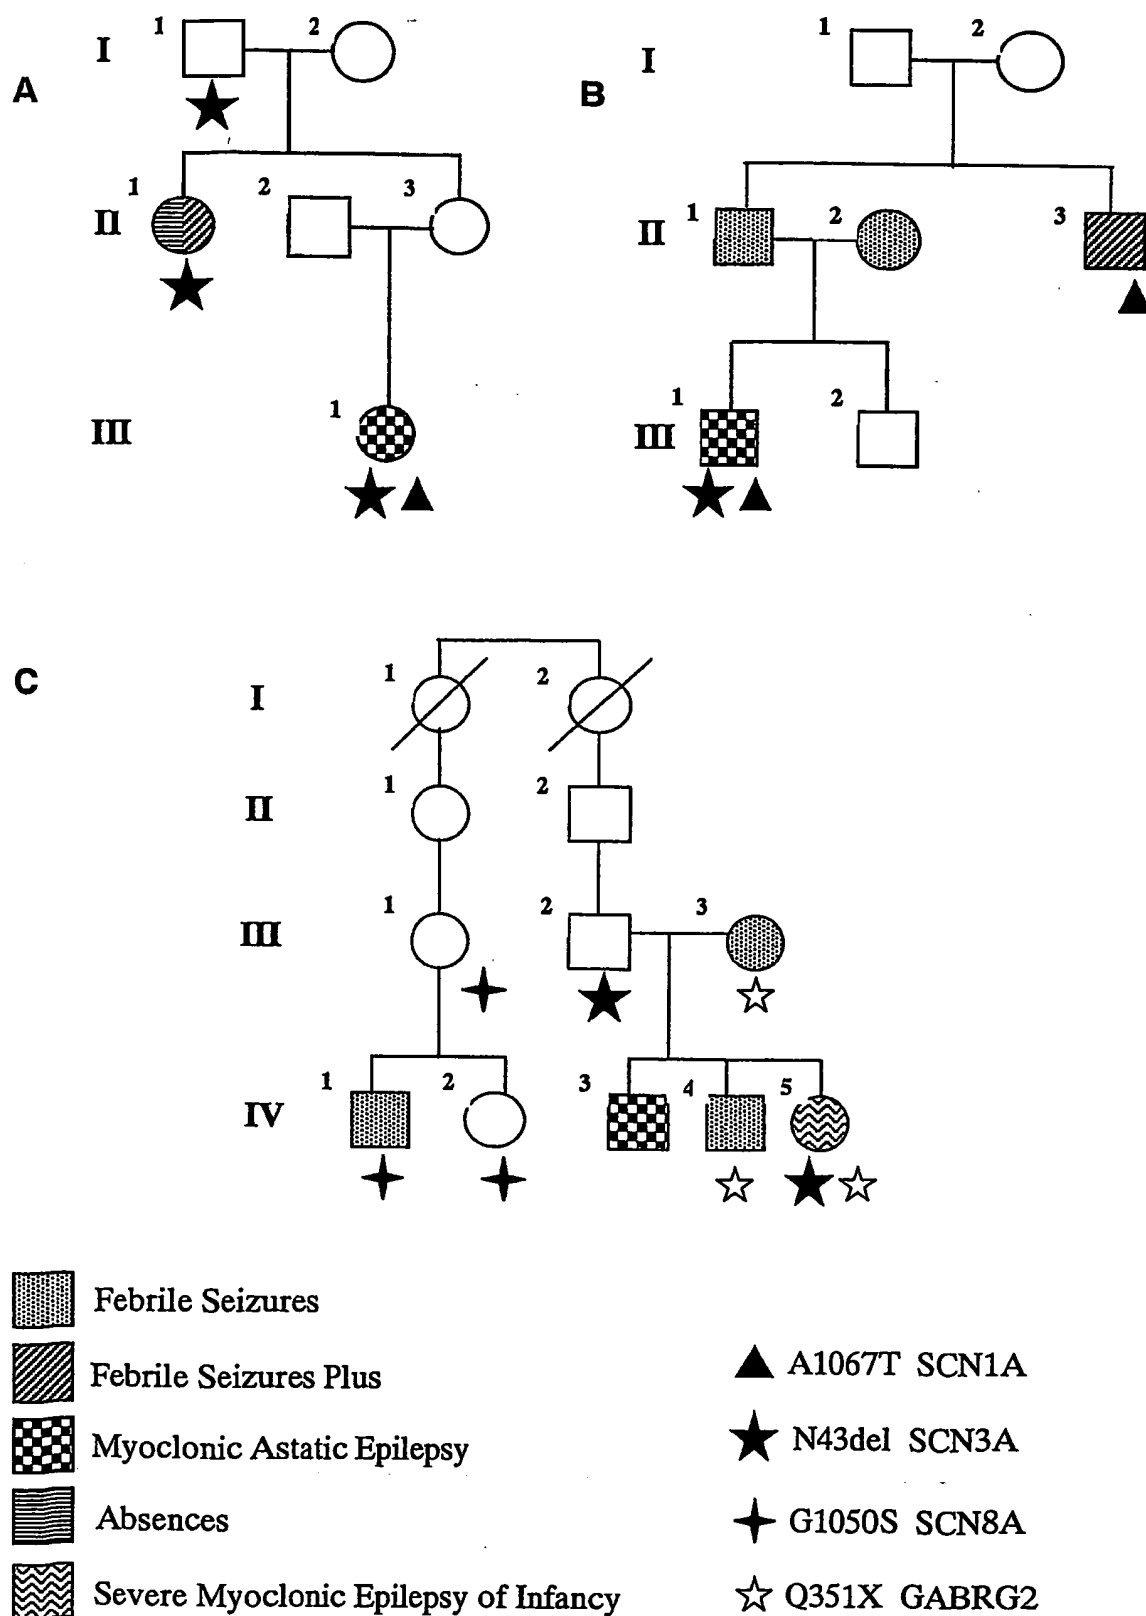 1 2
I
A
1 2 3
II
1
III
1 2
I
B
1 2 3
II
1 2
III
C
1 2
I
1 2
II
1 2 3
III
1 2 3 4 5
IV
Febrile Seizures
Febrile Seizures Plus
Myoclonic Astatic Epilepsy
Absences
Severe Myoclonic Epilepsy of Infancy
A1067T SCN1A
N43del SCN3A
G1050S SCN8A
Q351X GABRG2